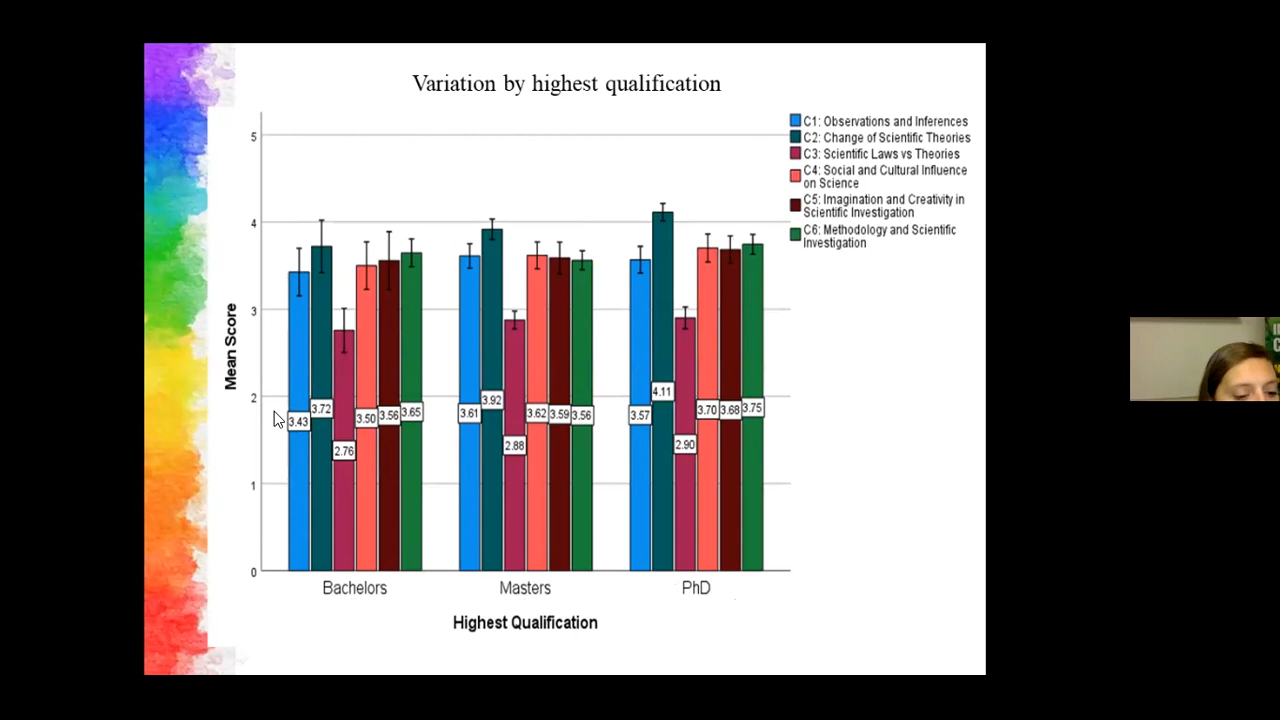 Variation by highest qualification
C1: Observations and Inferences
C2: Change of Scientific Theories
C3: Scientific Laws vs Theories
C4: Social and Cultural Influence
on Science
C5: Imagination and Creativity in
Scientific Investigation
C6: Methodology and Scientific
Investigation
Mean Score
5
4
3
2
1
0
3.43
3.72
2.76
3.50
3.56
3.65
3.61
3.92
2.88
3.62
3.59
3.56
3.57
4.11
2.90
3.70
3.68
3.75
Bachelors
Masters
PhD
Highest Qualification